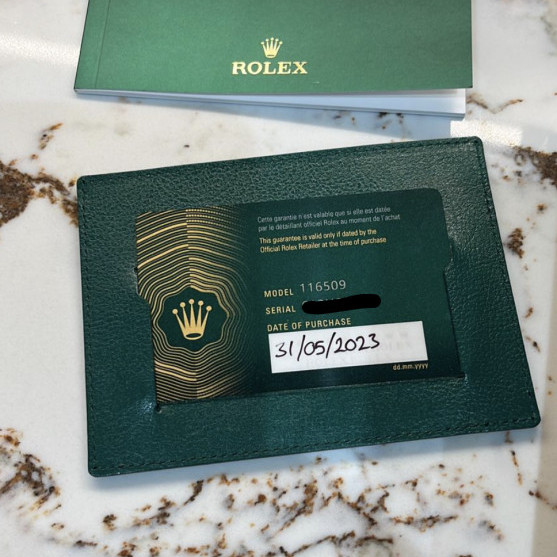 ROLEX
Cette garantie n'est valable que si elle est datée
par le détaillant officiel Rolex au moment de l'achat
This guarantee is valid only if dated by the
Official Rolex Retailer at the time of purchase
MODEL 116509
SERIAL
DATE OF PURCHASE
31/05/2023
dd.mm.yyyy